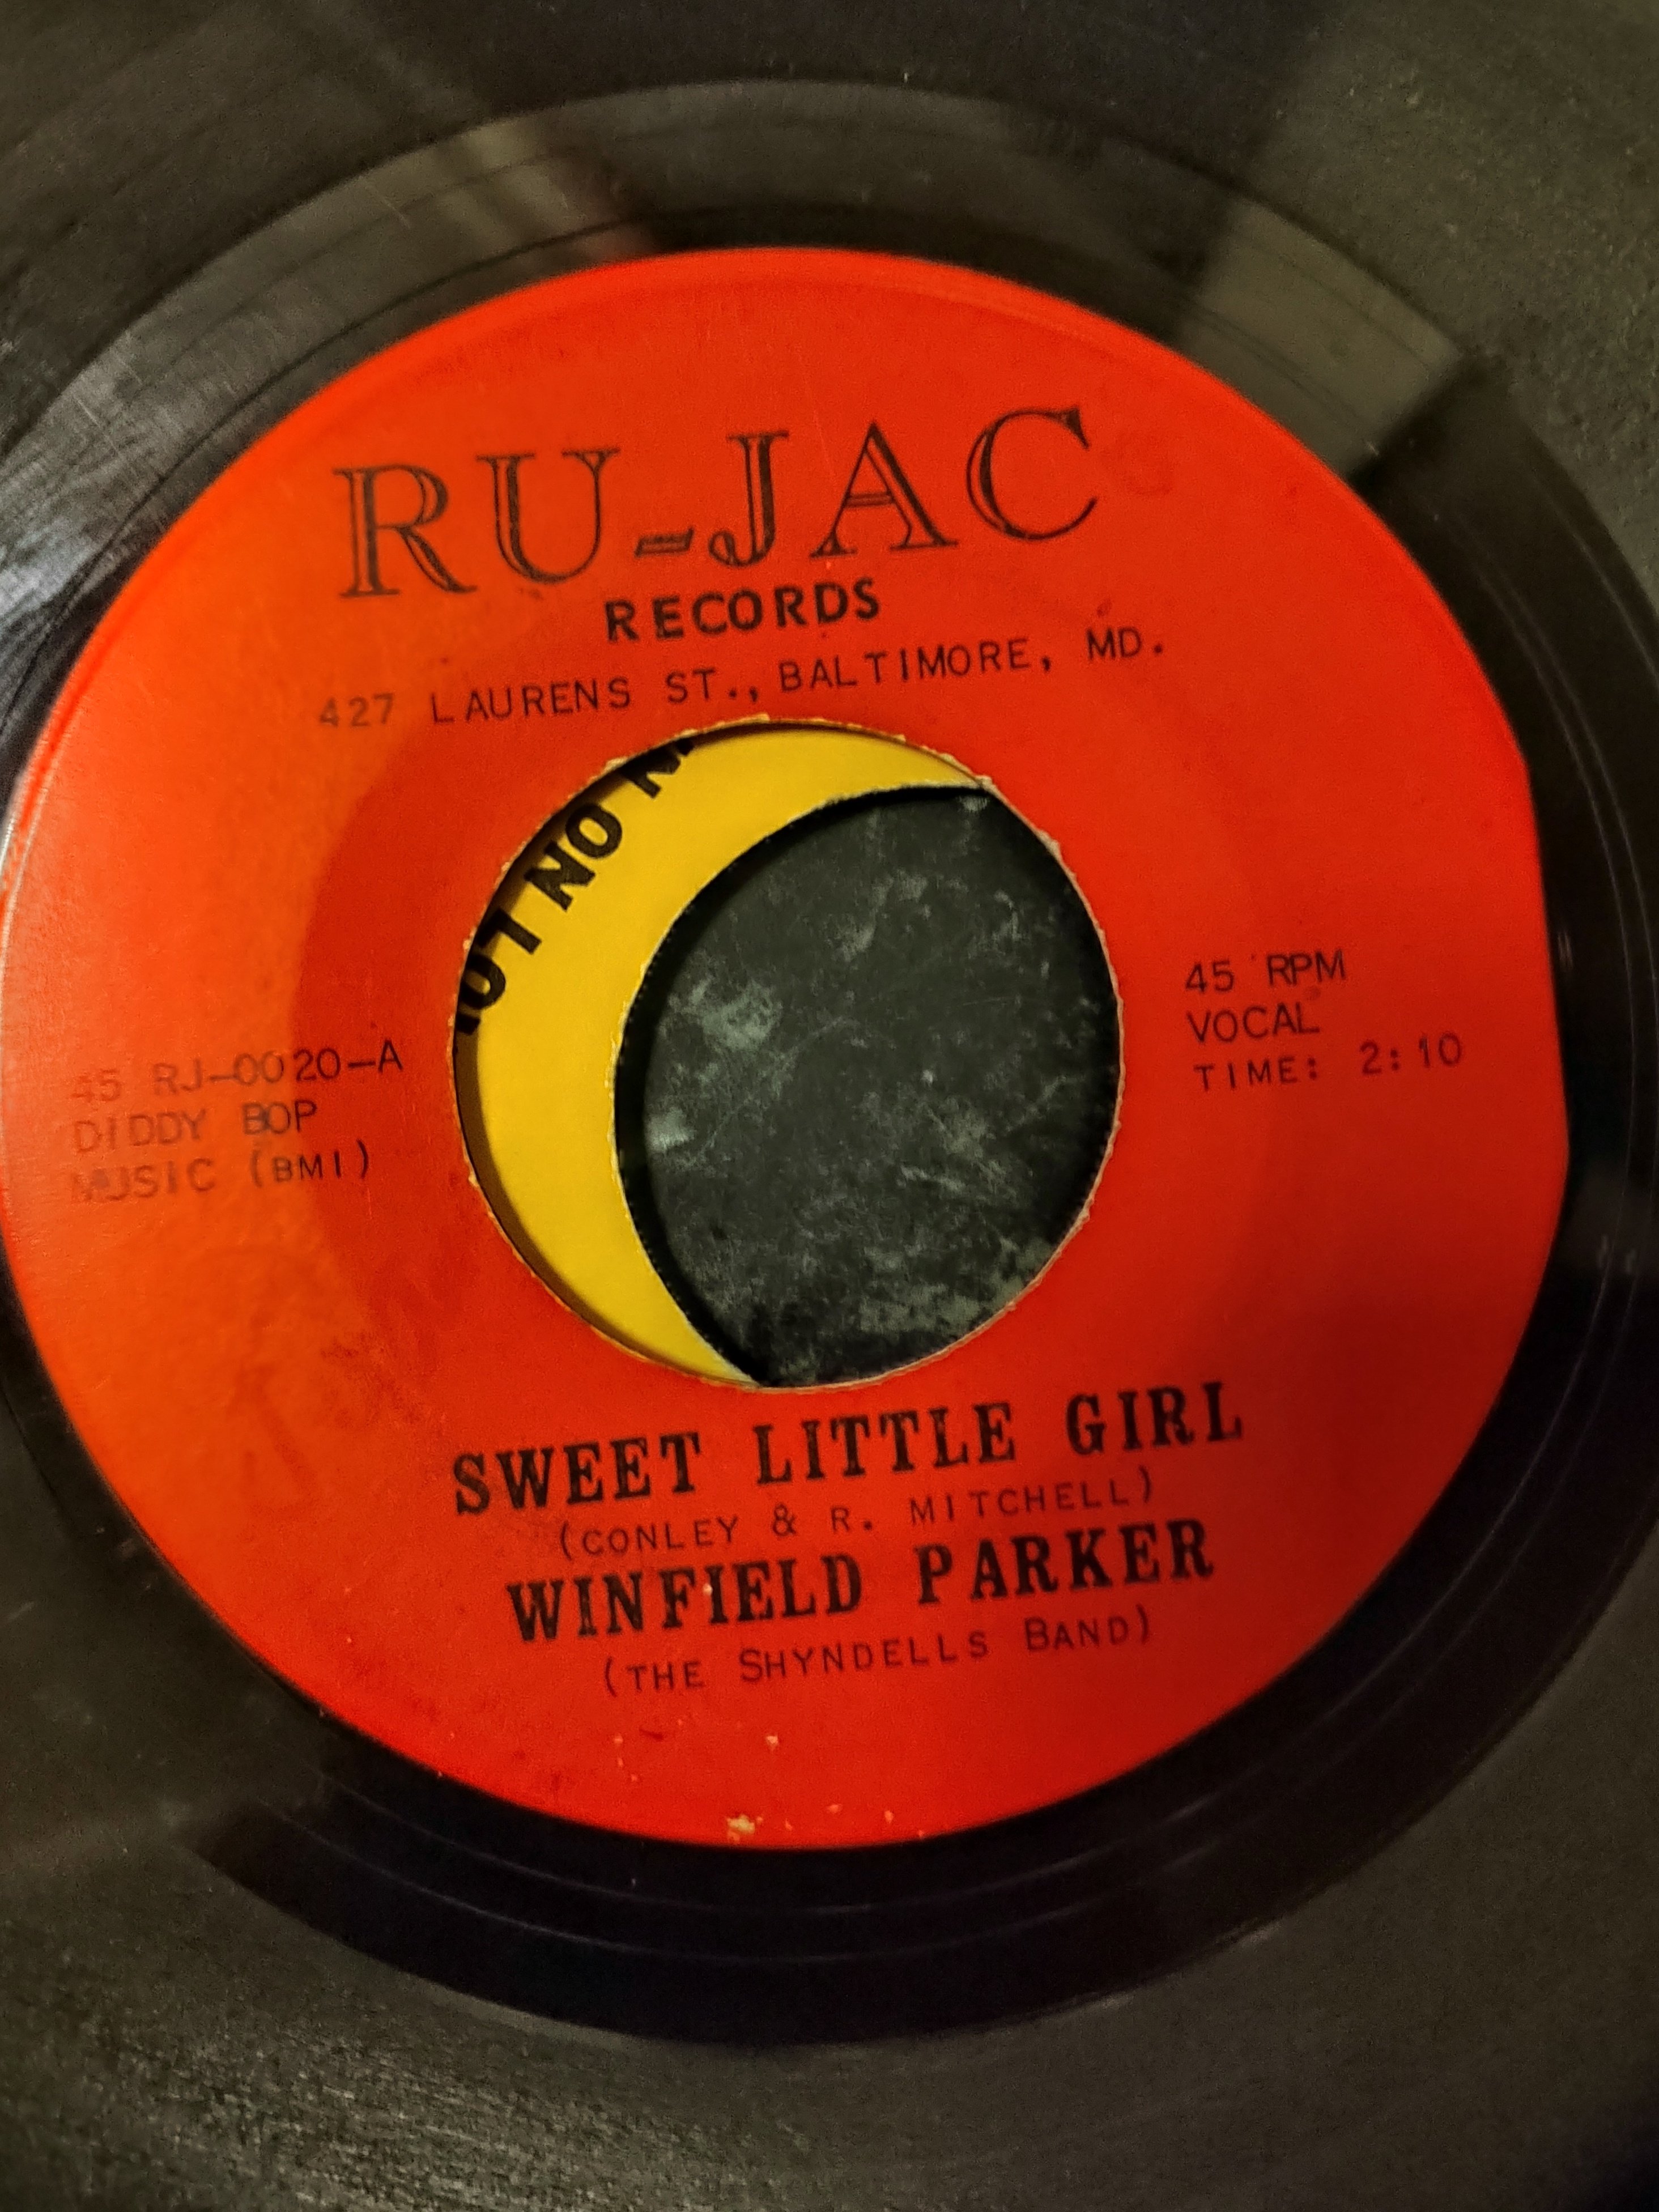 RU-JAC
RECORDS
427 LAURENS ST., BALTIMORE, MD.
NO
45 RPM
VOCAL
TIME: 2:10
45 RJ-0020-A
DIDDY BOP
MUSIC (BMI)
SWEET LITTLE GIRL
(CONLEY & R. MITCHELL)
WINFIELD PARKER
(THE SHYNDELLS BAND)